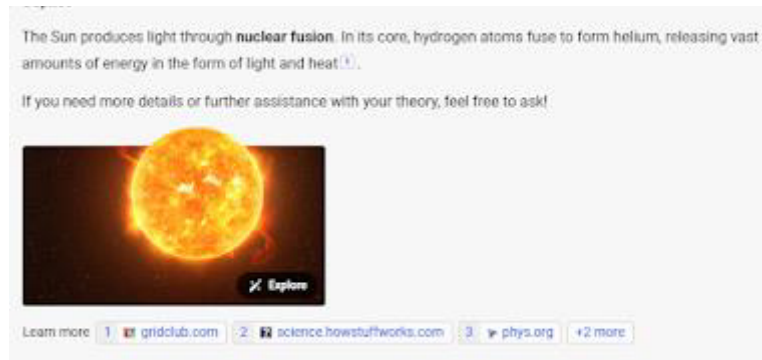 The Sun produces light through nuclear fusion. In its core, hydrogen atoms fuse to form helium, releasing vast
amounts of energy in the form of light and heat
If you need more details or further assistance with your theory, feel free to ask!
Explore
Learn more 1 gridclub.com 2 science.howstuffworks.com 3 phys.org +2 more